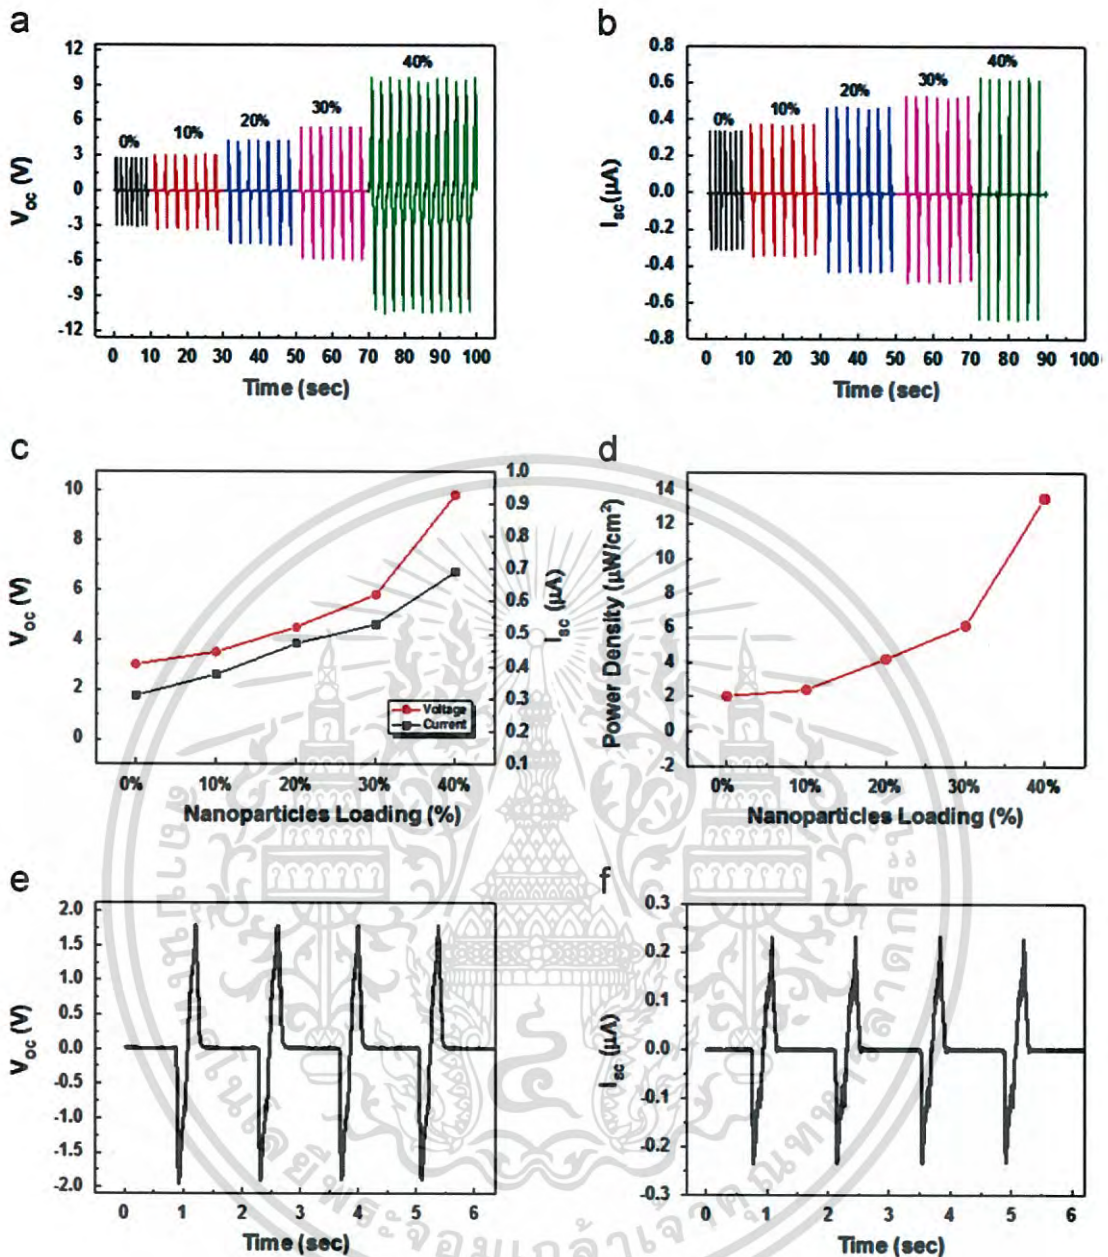 a
12
9
6
3
0
-3
-6
-9
-12
V_oc (V)
0%
10%
20%
30%
40%
0 10 20 30 40 50 60 70 80 90 100
Time (sec)
b
0.8
0.6
0.4
0.2
0.0
-0.2
-0.4
-0.6
-0.8
I_sc(μA)
0%
10%
20%
30%
40%
0 10 20 30 40 50 60 70 80 90 100
Time (sec)
c
10
8
6
4
2
0
V_oc (V)
1.0
0.9
0.8
0.7
0.6
0.5
0.4
0.3
0.2
0.1
I_sc (μA)
Voltage
Current
0% 10% 20% 30% 40%
Nanoparticles Loading (%)
d
14
12
10
8
6
4
2
0
-2
Power Density (μW/cm²)
0% 10% 20% 30% 40%
Nanoparticles Loading (%)
e
2.0
1.5
1.0
0.5
0.0
-0.5
-1.0
-1.5
-2.0
V_oc (V)
0 1 2 3 4 5 6
Time (sec)
f
0.3
0.2
0.1
0.0
-0.1
-0.2
-0.3
I_sc (μA)
0 1 2 3 4 5 6
Time (sec)